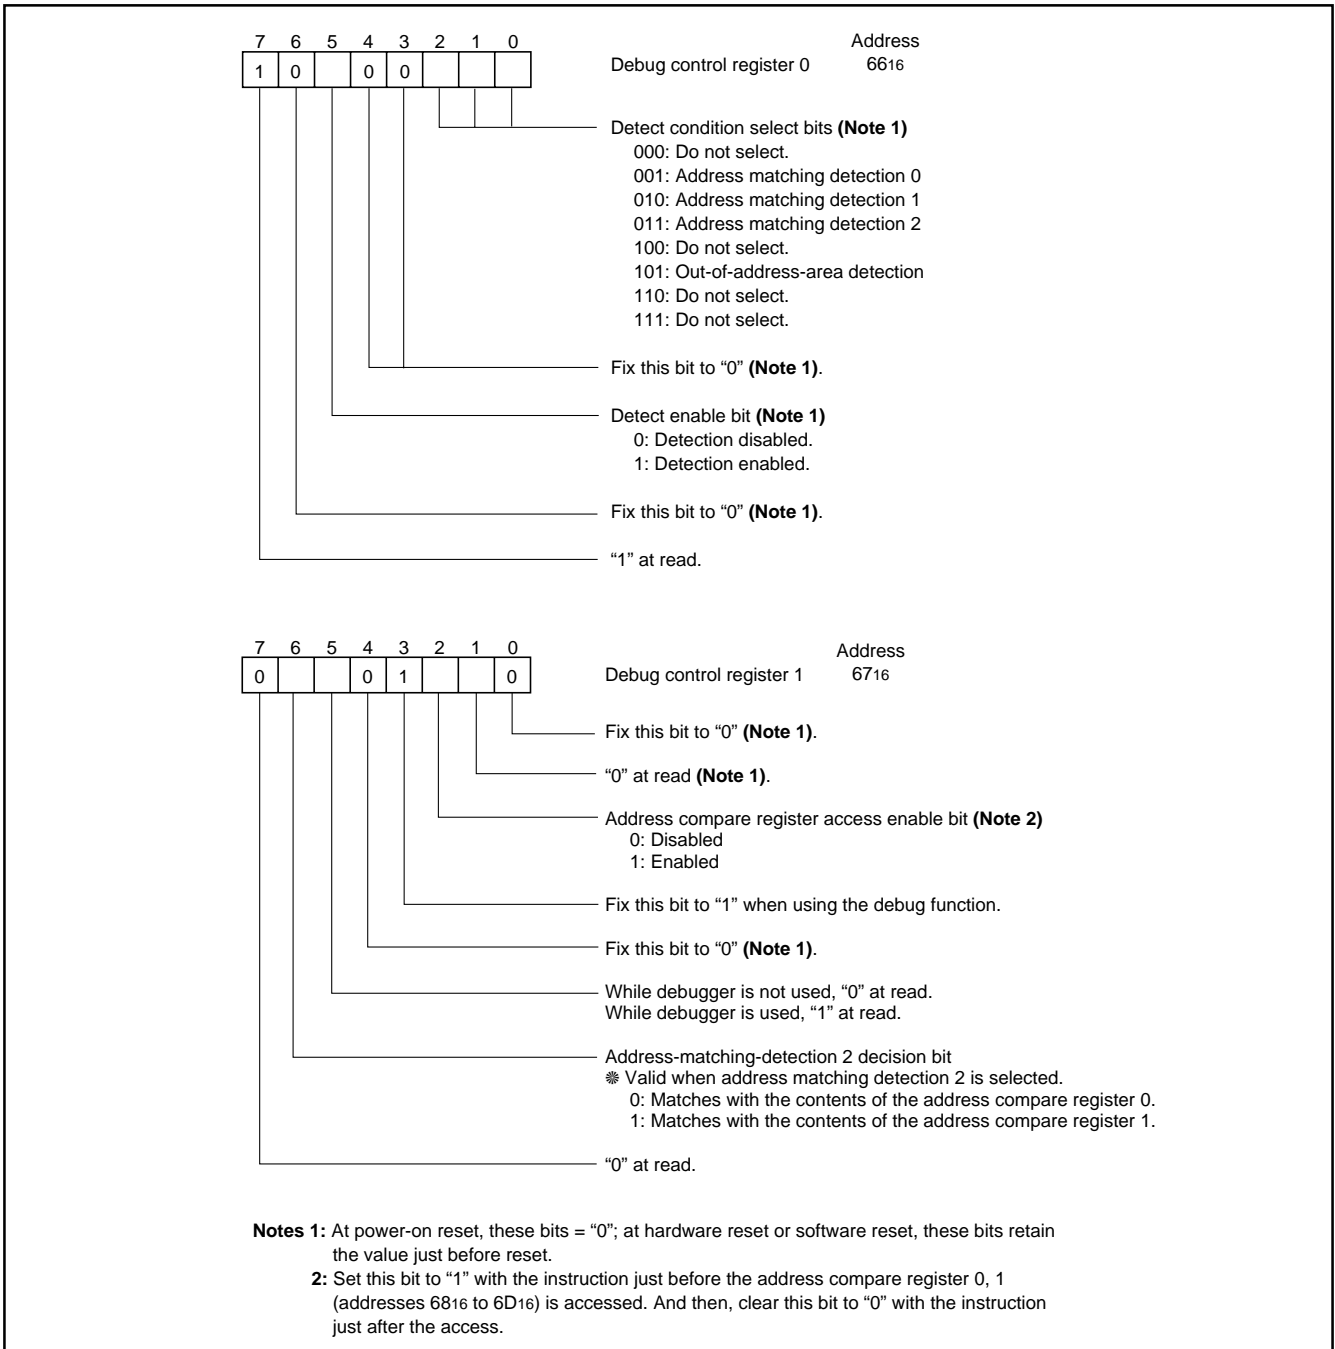 7 6 5 4 3 2 1 0
1 0 0 0
Debug control register 0
Address
6616
Detect condition select bits (Note 1)
000: Do not select.
001: Address matching detection 0
010: Address matching detection 1
011: Address matching detection 2
100: Do not select.
101: Out-of-address-area detection
110: Do not select.
111: Do not select.
Fix this bit to “0” (Note 1).
Detect enable bit (Note 1)
0: Detection disabled.
1: Detection enabled.
Fix this bit to “0” (Note 1).
“1” at read.
7 6 5 4 3 2 1 0
0 0 1 0
Debug control register 1
Address
6716
Fix this bit to “0” (Note 1).
“0” at read (Note 1).
Address compare register access enable bit (Note 2)
0: Disabled
1: Enabled
Fix this bit to “1” when using the debug function.
Fix this bit to “0” (Note 1).
While debugger is not used, “0” at read.
While debugger is used, “1” at read.
Address-matching-detection 2 decision bit
❊ Valid when address matching detection 2 is selected.
0: Matches with the contents of the address compare register 0.
1: Matches with the contents of the address compare register 1.
“0” at read.
Notes 1: At power-on reset, these bits = “0”; at hardware reset or software reset, these bits retain
the value just before reset.
2: Set this bit to “1” with the instruction just before the address compare register 0, 1
(addresses 6816 to 6D16) is accessed. And then, clear this bit to “0” with the instruction
just after the access.